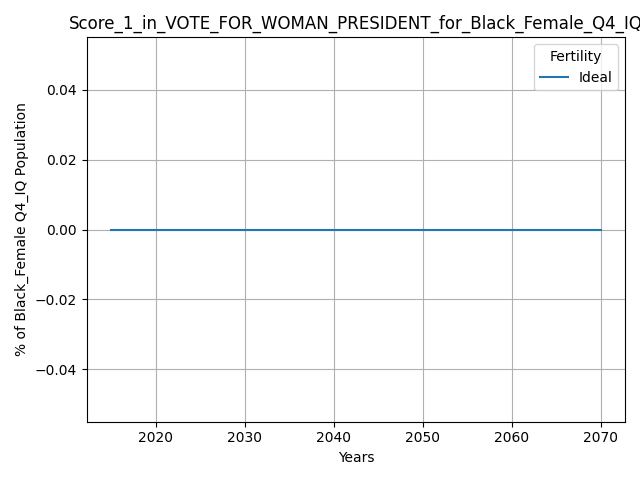 Score_1_in_VOTE_FOR_WOMAN_PRESIDENT_for_Black_Female_Q4_IQ
Fertility
Ideal
% of Black_Female Q4_IQ Population
0.04
0.02
0.00
−0.02
−0.04
2020 2030 2040 2050 2060 2070
Years